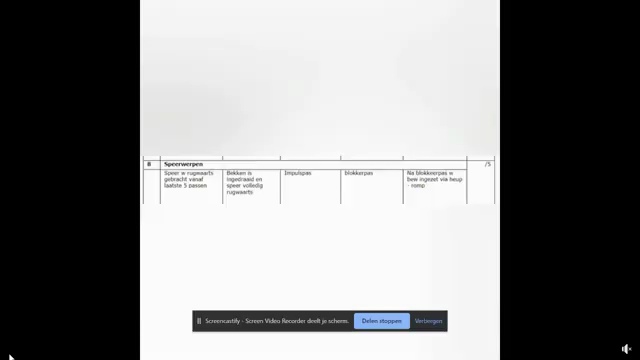 8 Speerwerpen /5
Speer w rugwaarts gebracht vanaf laatste 5 passen
Bekken is ingedraaid en speer volledig rugwaarts
Impulspas
blokkerpas
Na blokkeerpas w bew ingezet via heup - romp
Screencastify - Screen Video Recorder deelt je scherm. Delen stoppen Verbergen